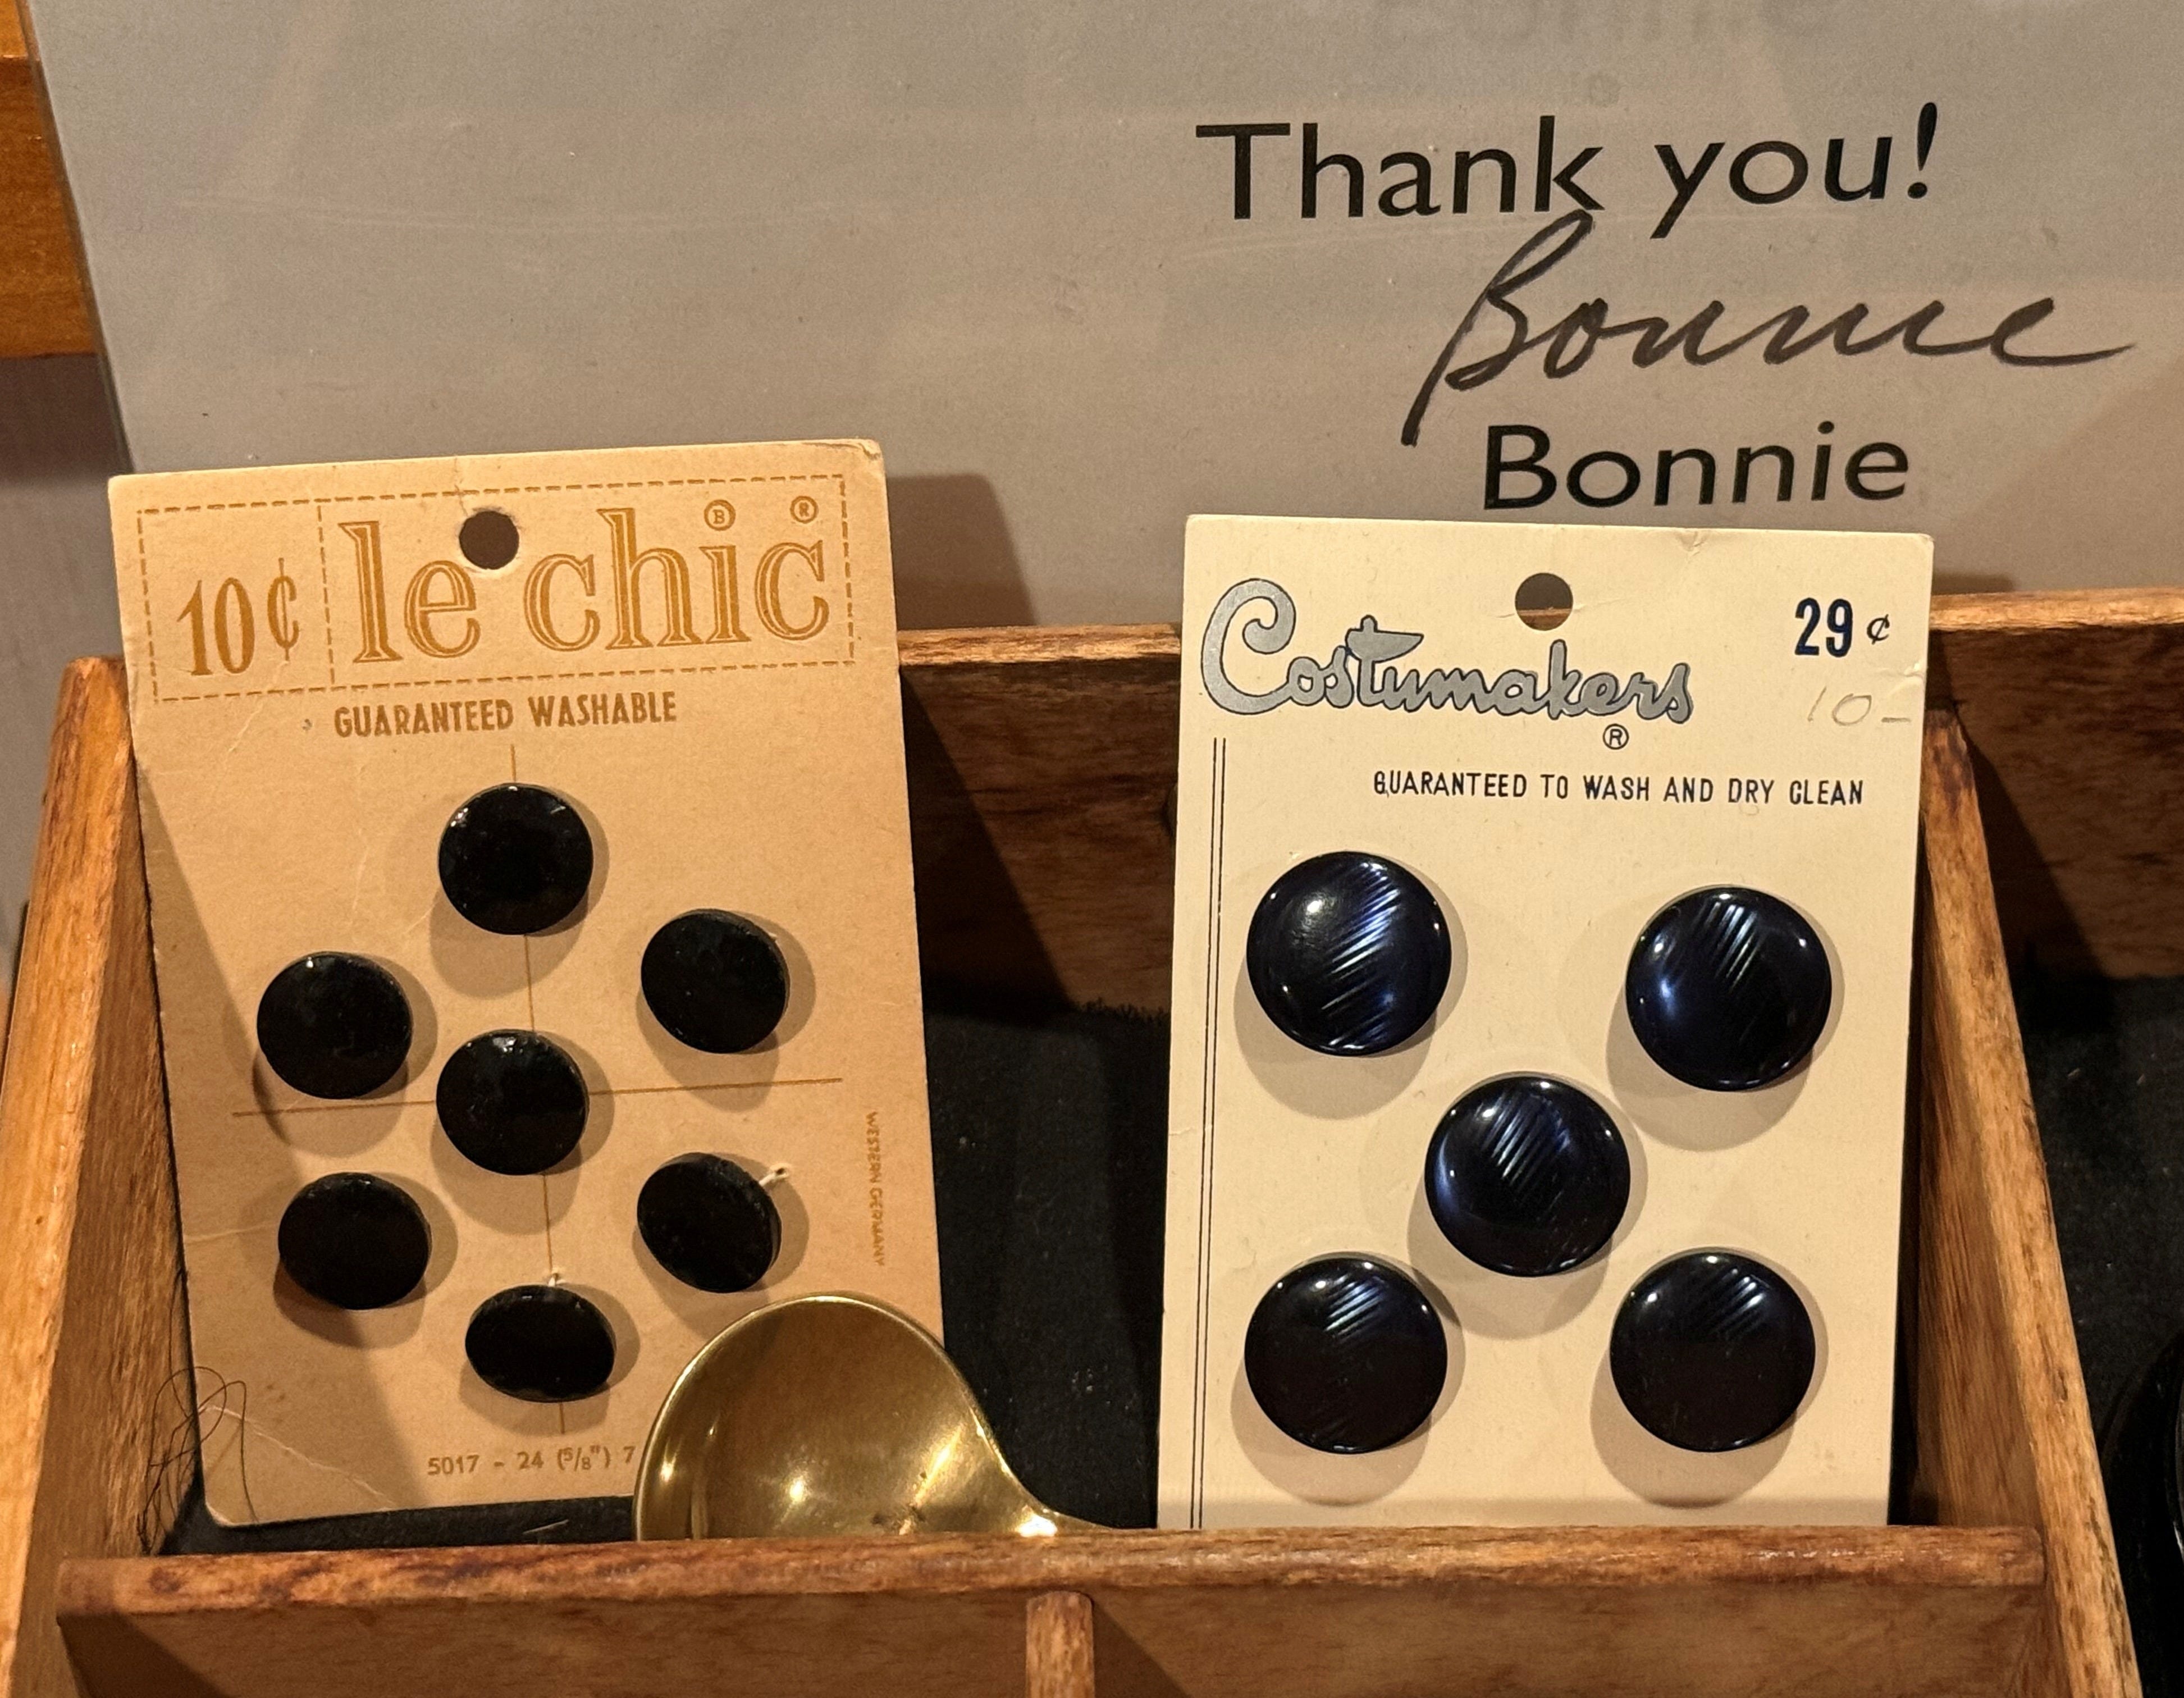 Thank you!
Bonnie
Bonnie
10¢ le chic ® ®
GUARANTEED WASHABLE
WESTERN GERMANY
5017 - 24 (5/8") 7
Costumakers ®
29 ¢
10-
GUARANTEED TO WASH AND DRY CLEAN